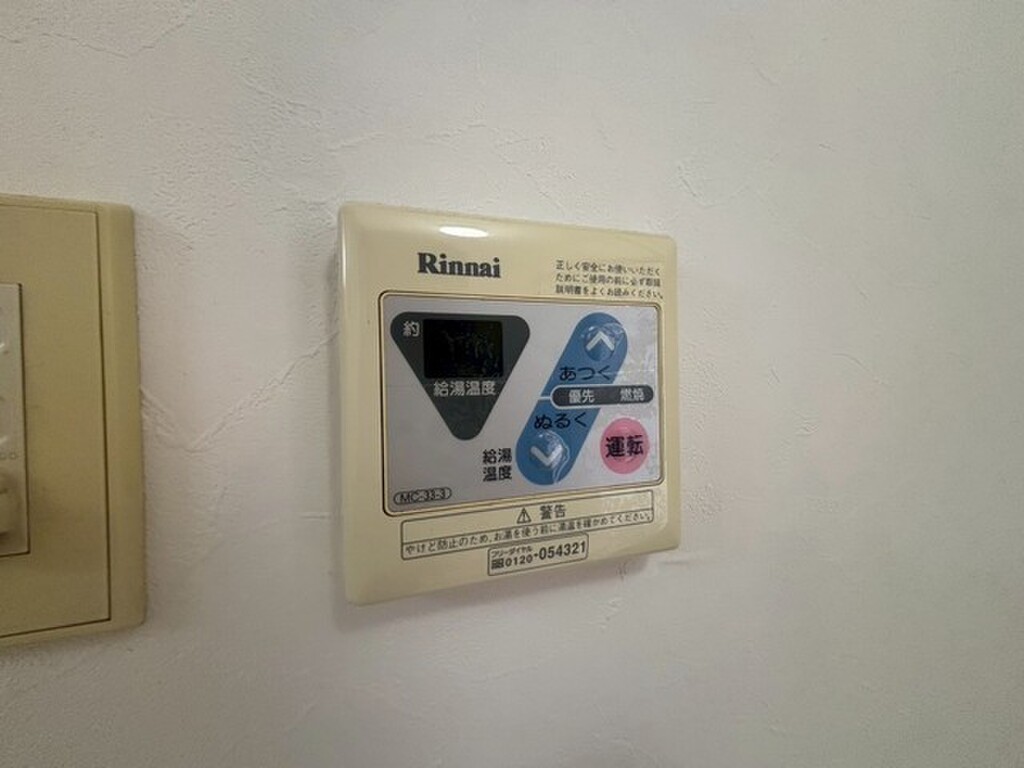 Rinnai
正しく安全にお使いいただく
ためにご使用の前に必ず取扱
説明書をよくお読みください。
約
給湯温度
あつく
優先 燃焼
ぬるく
給湯
温度
運転
MC-33-3
⚠ 警告
やけど防止のため、お湯を使う前に湯温を確かめてください。
フリーダイヤル
0120-054321